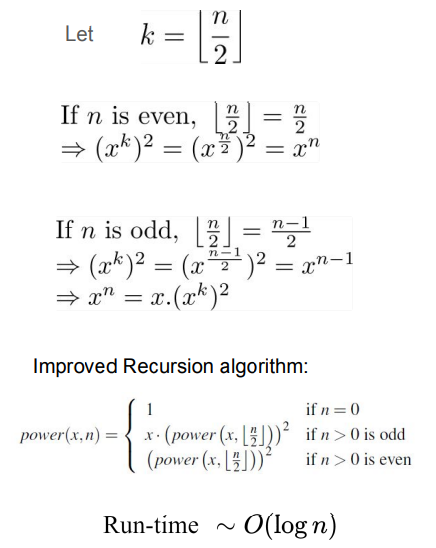 Let k = ⌊n/2⌋
If n is even, ⌊n/2⌋ = n/2
⇒ (x^k)^2 = (x^{n/2})^2 = x^n
If n is odd, ⌊n/2⌋ = (n−1)/2
⇒ (x^k)^2 = (x^{(n−1)/2})^2 = x^{n−1}
⇒ x^n = x.(x^k)^2
Improved Recursion algorithm:
power(x,n) = {
1 if n = 0
x · (power(x, ⌊n/2⌋))^2 if n > 0 is odd
(power(x, ⌊n/2⌋))^2 if n > 0 is even
Run-time ~ O(log n)